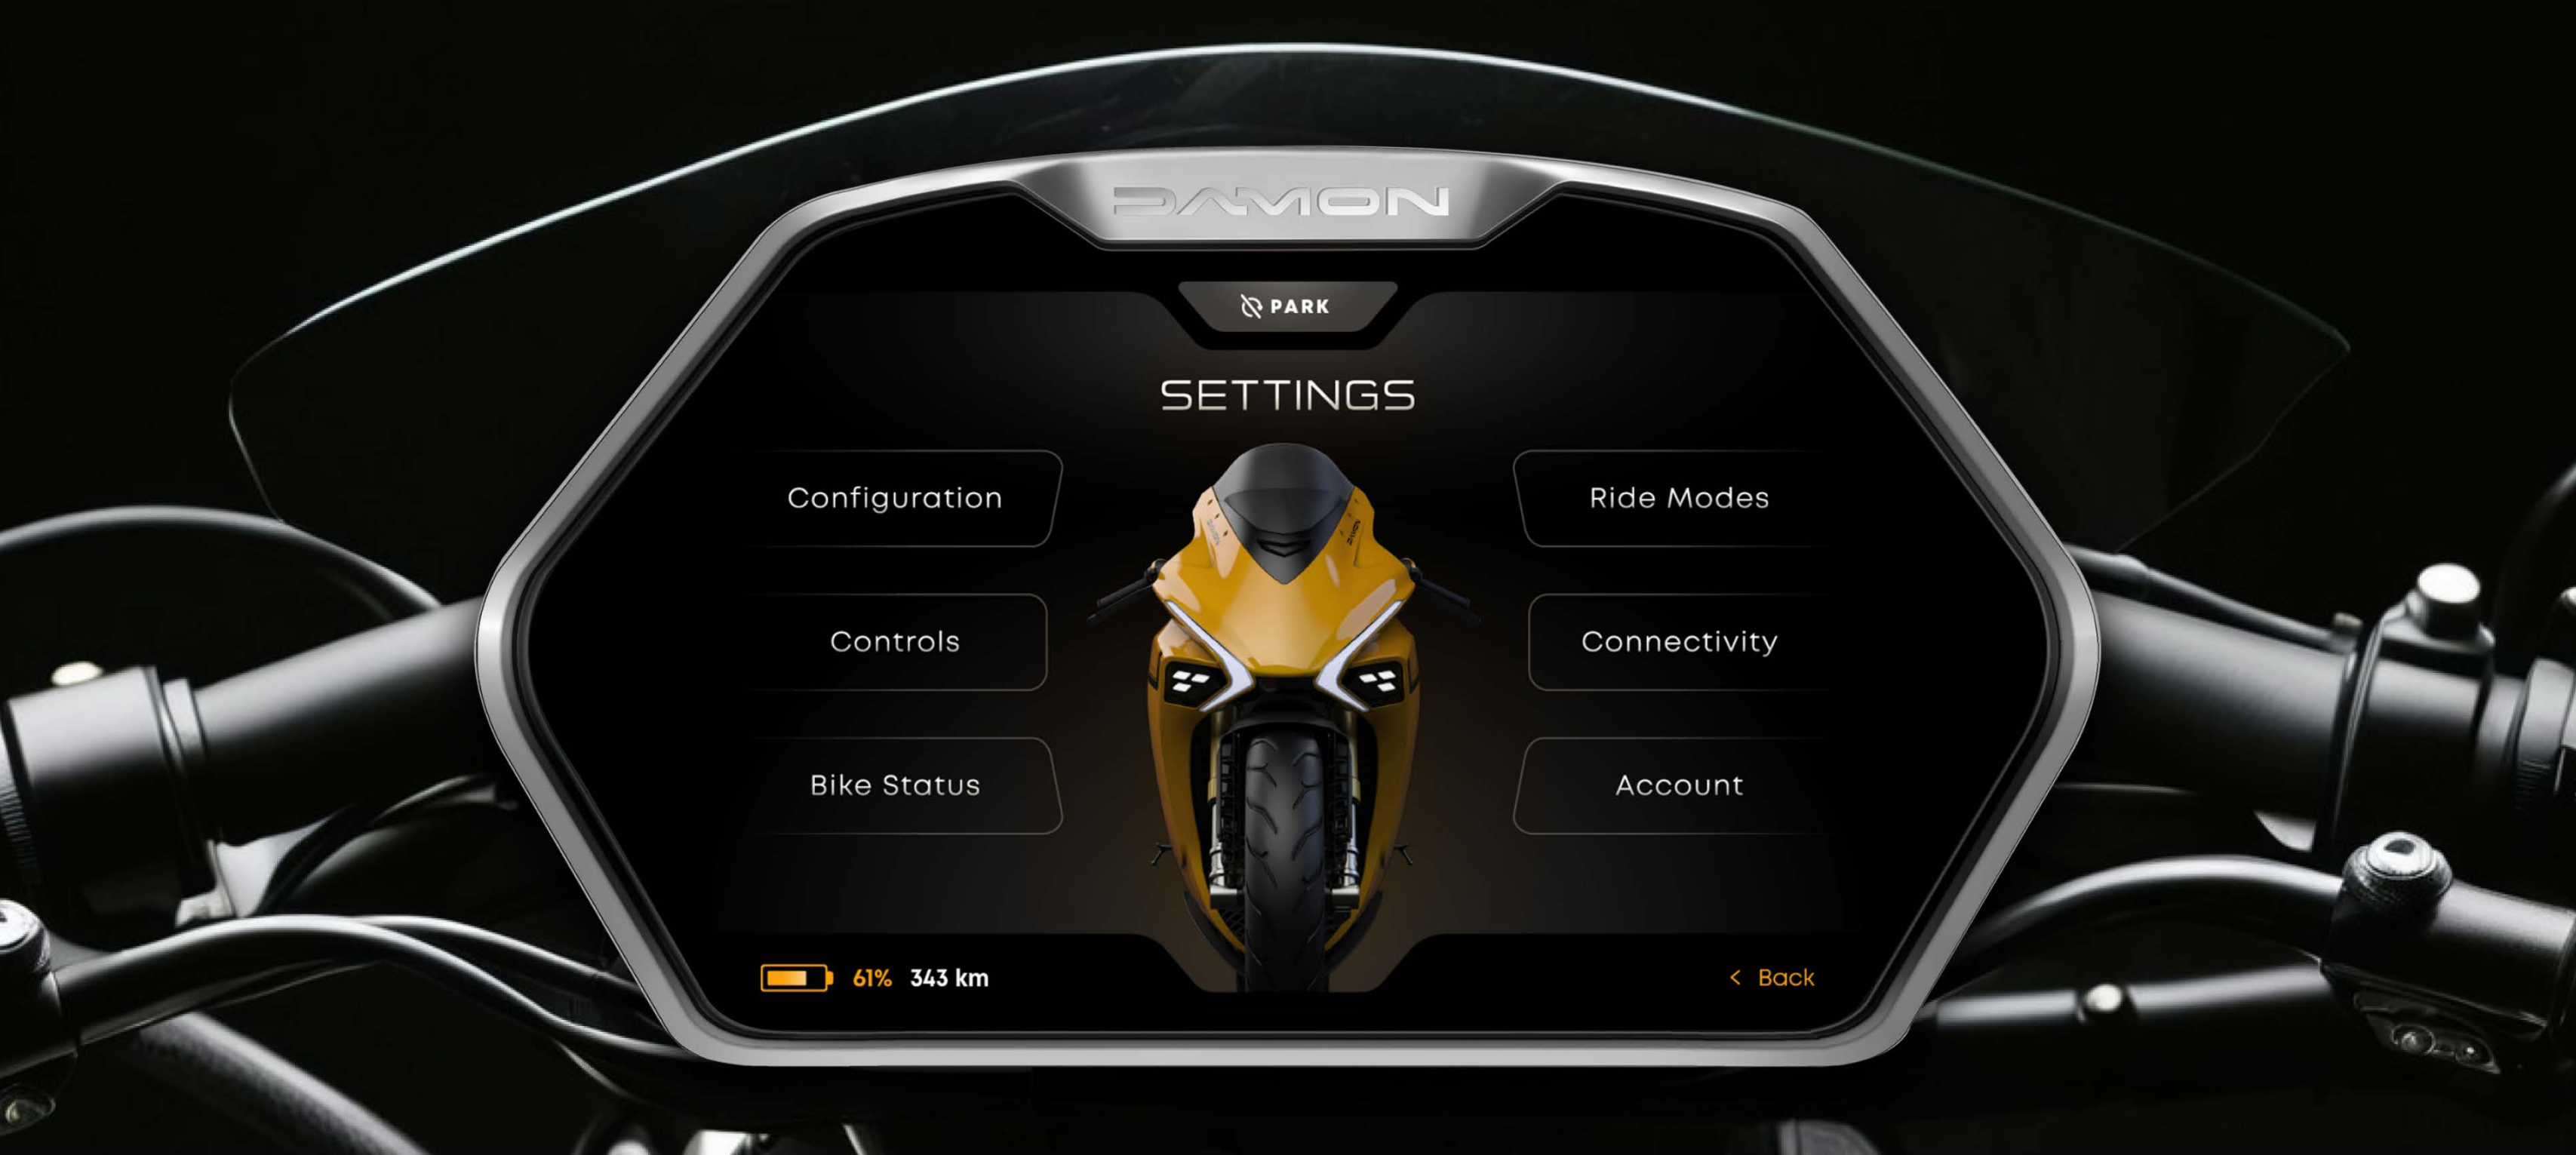 DAMON
PARK
SETTINGS
Configuration
Ride Modes
Controls
Connectivity
Bike Status
Account
61% 343 km
< Back